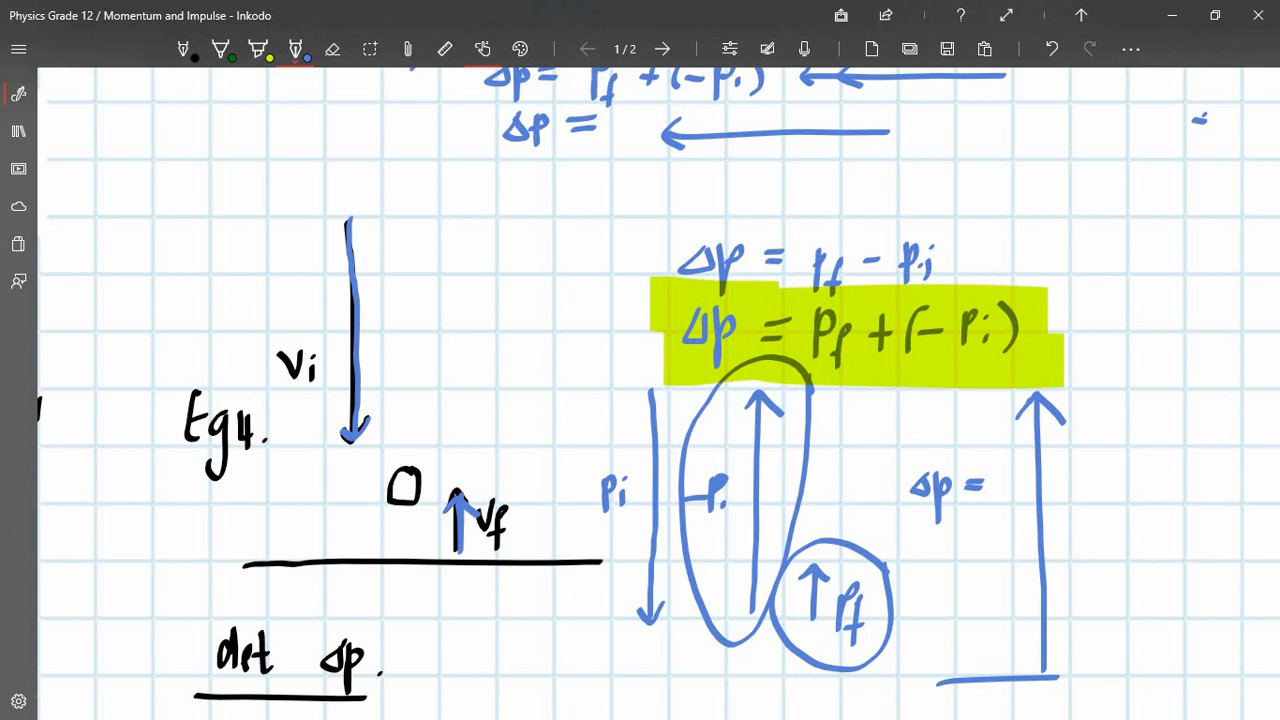 Physics Grade 12 / Momentum and Impulse - Inkodo
1 / 2
Δp = pf + (-pi)
Δp =
Δp = pf - pi
Δp = pf + (-pi)
vi
Eg4.
vf
pi
-pi
Δp =
pf
det Δp.